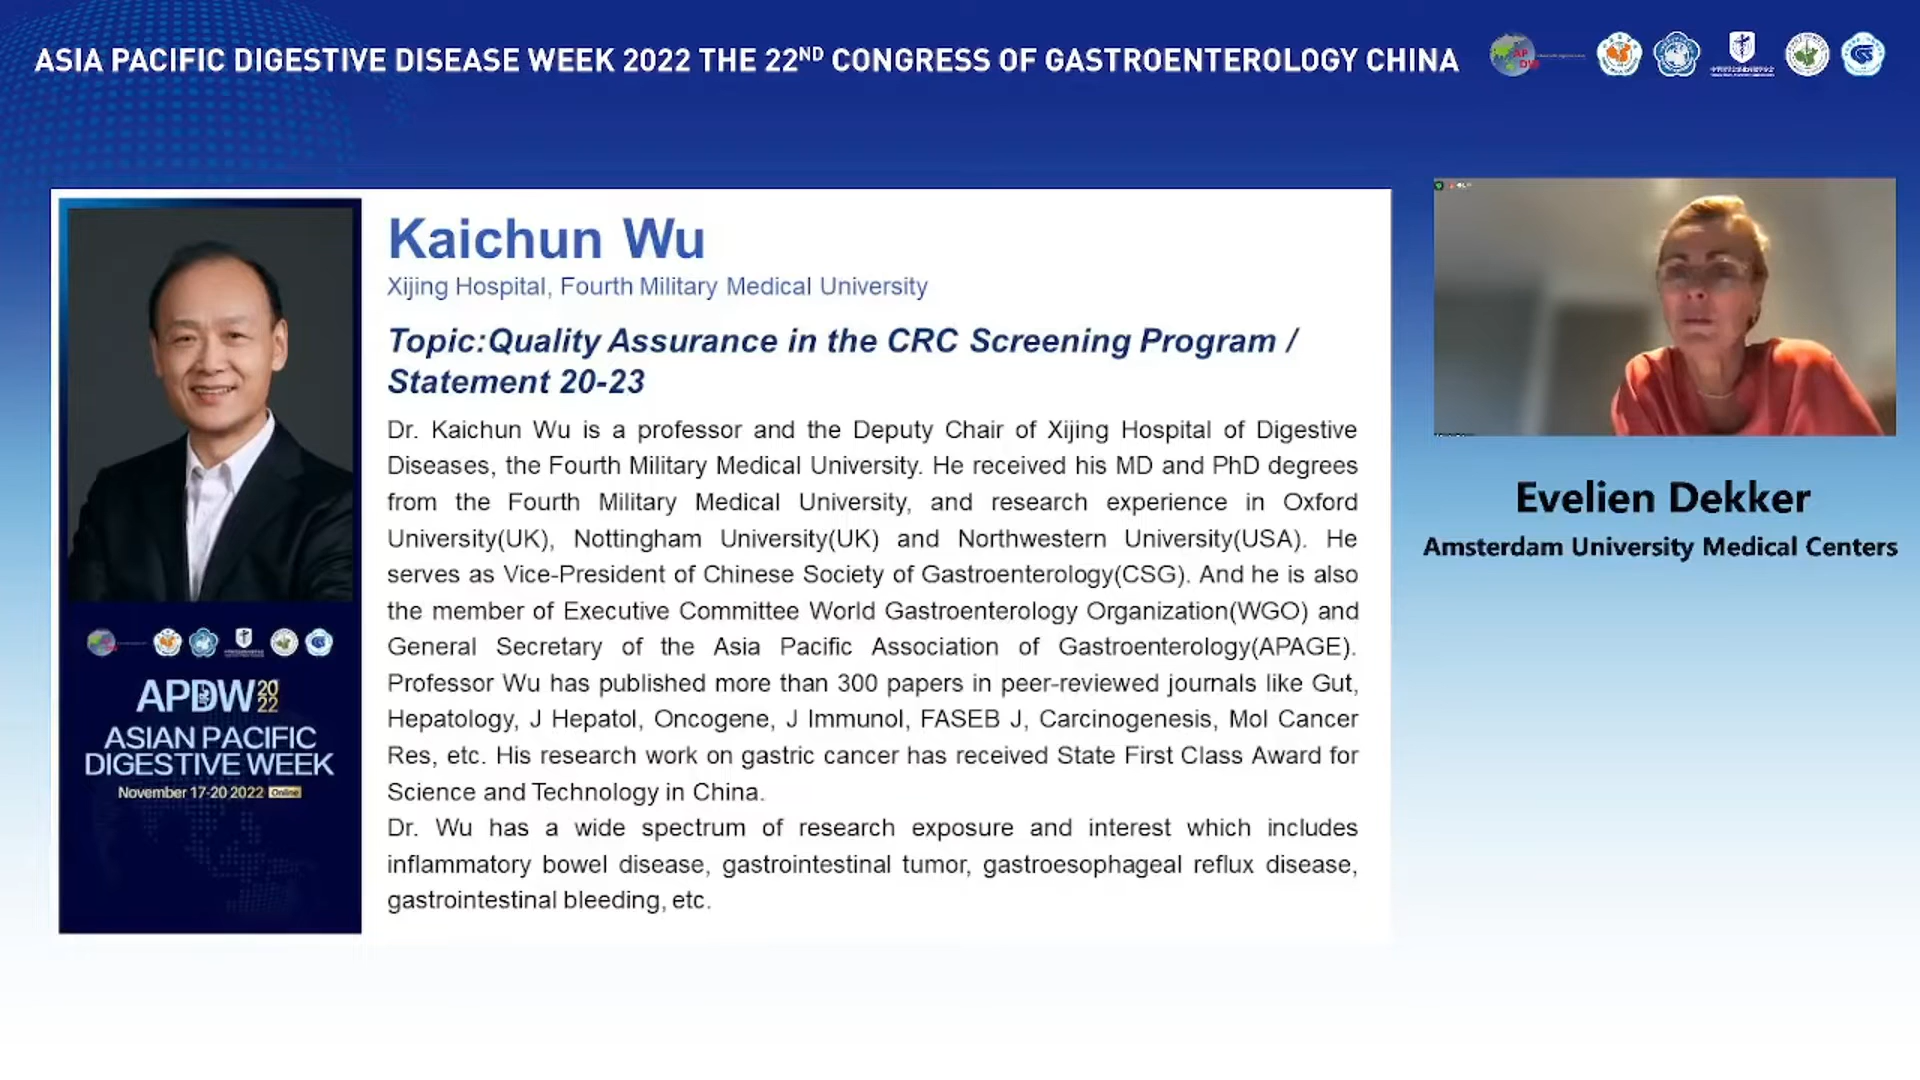 ASIA PACIFIC DIGESTIVE DISEASE WEEK 2022 THE 22ND CONGRESS OF GASTROENTEROLOGY CHINA
Kaichun Wu
Xijing Hospital, Fourth Military Medical University
Topic:Quality Assurance in the CRC Screening Program /
Statement 20-23
Dr. Kaichun Wu is a professor and the Deputy Chair of Xijing Hospital of Digestive
Diseases, the Fourth Military Medical University. He received his MD and PhD degrees
from the Fourth Military Medical University, and research experience in Oxford
University(UK), Nottingham University(UK) and Northwestern University(USA). He
serves as Vice-President of Chinese Society of Gastroenterology(CSG). And he is also
the member of Executive Committee World Gastroenterology Organization(WGO) and
General Secretary of the Asia Pacific Association of Gastroenterology(APAGE).
Professor Wu has published more than 300 papers in peer-reviewed journals like Gut,
Hepatology, J Hepatol, Oncogene, J Immunol, FASEB J, Carcinogenesis, Mol Cancer
Res, etc. His research work on gastric cancer has received State First Class Award for
Science and Technology in China.
Dr. Wu has a wide spectrum of research exposure and interest which includes
inflammatory bowel disease, gastrointestinal tumor, gastroesophageal reflux disease,
gastrointestinal bleeding, etc.
APDW 2022
ASIAN PACIFIC
DIGESTIVE WEEK
November 17-20 2022 Online
Evelien Dekker
Amsterdam University Medical Centers